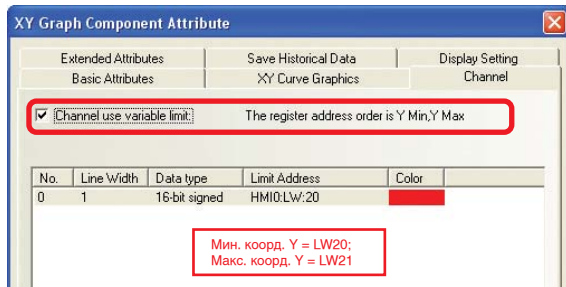 XY Graph Component Attribute
Extended Attributes Save Historical Data Display Setting
Basic Attributes XY Curve Graphics Channel
Channel use variable limit: The register address order is Y Min,Y Max
No. Line Width Data type Limit Address Color
0 1 16-bit signed HMI0:LW:20
Мин. коорд. Y = LW20;
Макс. коорд. Y = LW21